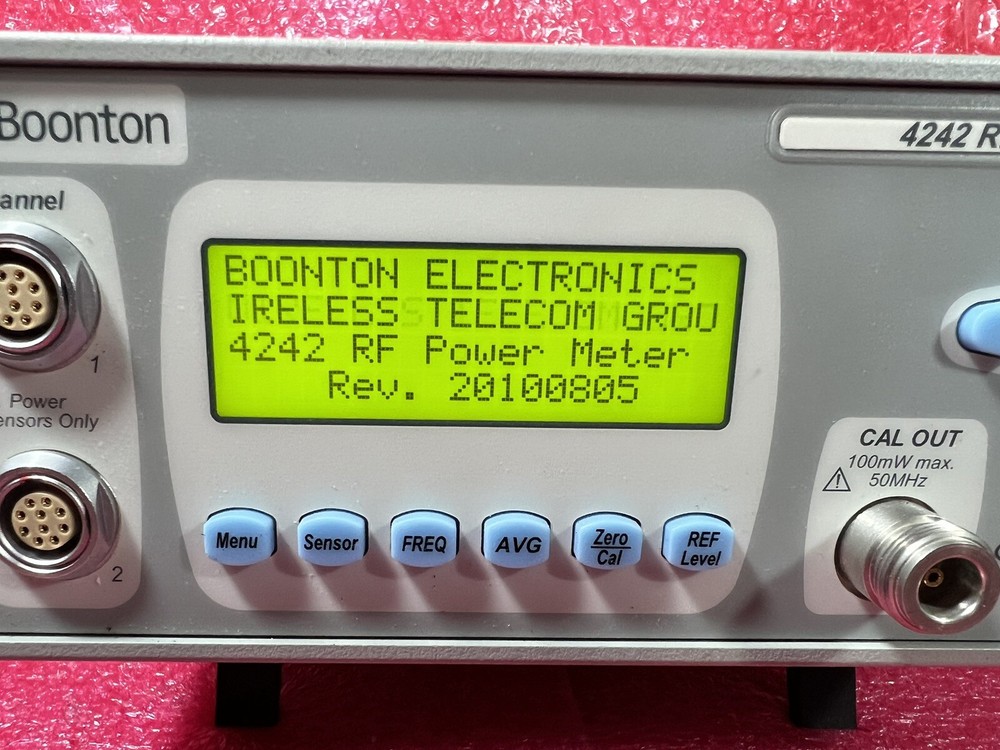 Boonton
4242 R
annel
BOONTON ELECTRONICS
IRELESS TELECOM GROU
4242 RF Power Meter
Rev. 20100805
1
Power
ensors Only
2
CAL OUT
100mW max.
50MHz
Menu
Sensor
FREQ
AVG
Zero
Cal
REF
Level